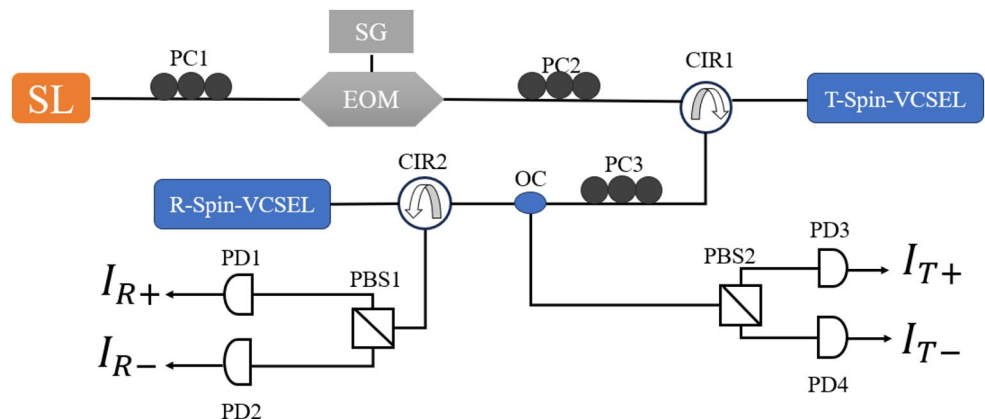 SG
PC1
PC2
CIR1
SL
EOM
T-Spin-VCSEL
CIR2
OC
PC3
R-Spin-VCSEL
PD3
PD1
PBS1
PBS2
I_{R+}
I_{T+}
I_{R−}
I_{T−}
PD2
PD4